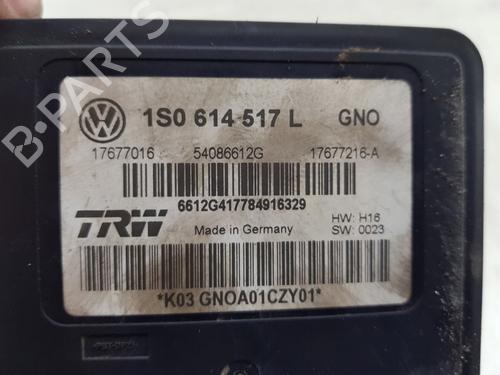 1S0 614 517 L GNO
17677016 54086612G 17677216-A
6612G417784916329
TRW
Made in Germany
HW: H16
SW: 0023
*K03 GNOA01CZY01*
B-PARTS